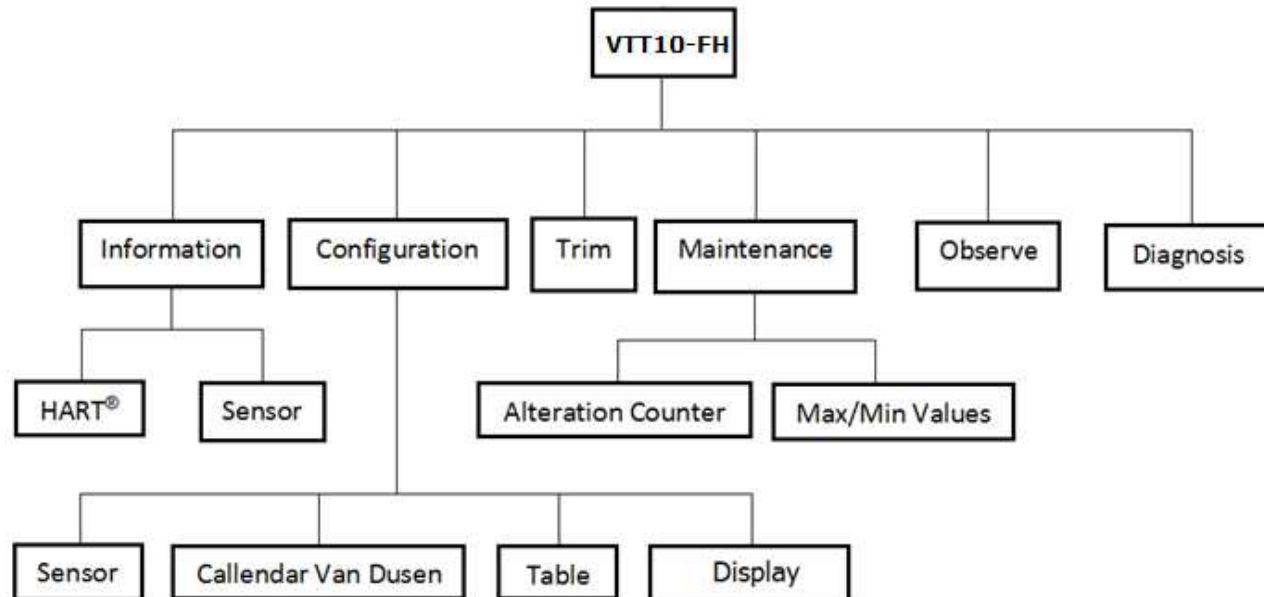 VTT10-FH
Information
Configuration
Trim
Maintenance
Observe
Diagnosis
HART®
Sensor
Alteration Counter
Max/Min Values
Sensor
Callendar Van Dusen
Table
Display